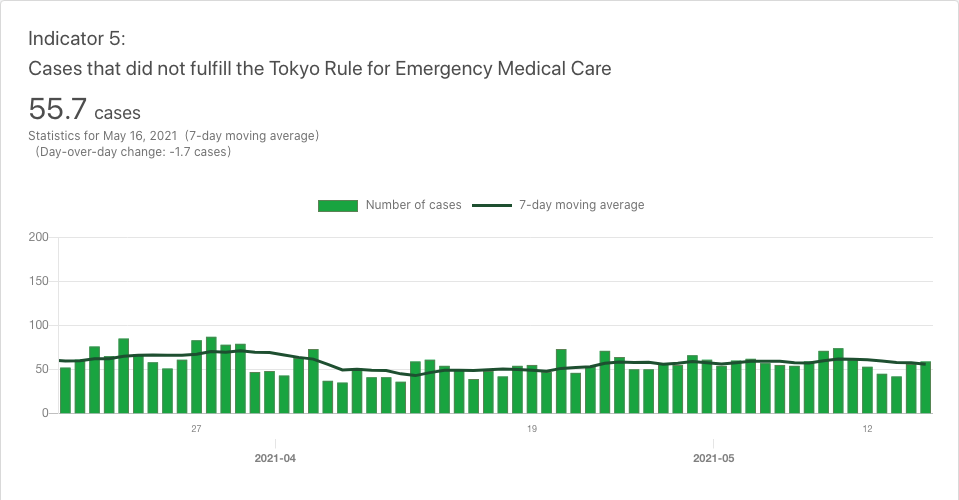 Indicator 5:
Cases that did not fulfill the Tokyo Rule for Emergency Medical Care
55.7 cases
Statistics for May 16, 2021 (7-day moving average)
(Day-over-day change: -1.7 cases)
Number of cases 7-day moving average
200
150
100
50
0
27 19 12
2021-04 2021-05